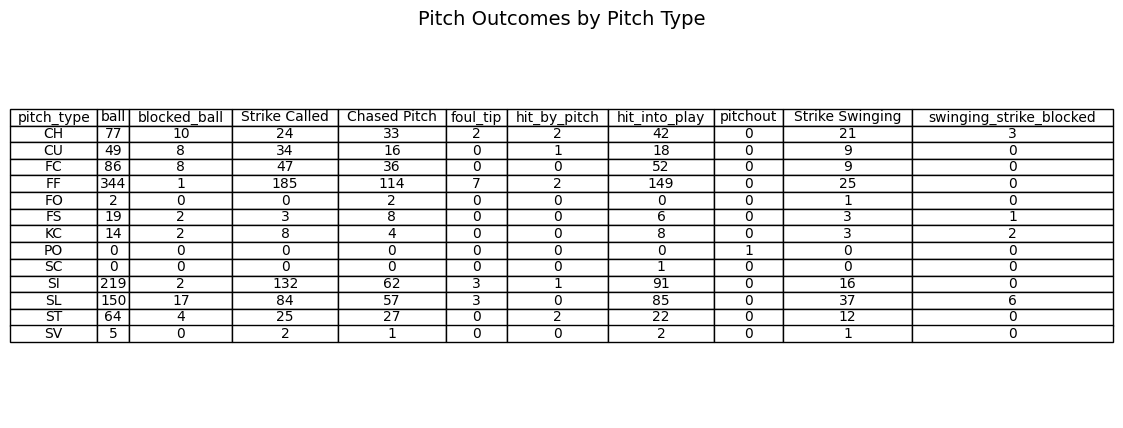 Pitch Outcomes by Pitch Type
pitch_type ball blocked_ball Strike Called Chased Pitch foul_tip hit_by_pitch hit_into_play pitchout Strike Swinging swinging_strike_blocked
CH 77 10 24 33 2 2 42 0 21 3
CU 49 8 34 16 0 1 18 0 9 0
FC 86 8 47 36 0 0 52 0 9 0
FF 344 1 185 114 7 2 149 0 25 0
FO 2 0 0 2 0 0 0 0 1 0
FS 19 2 3 8 0 0 6 0 3 1
KC 14 2 8 4 0 0 8 0 3 2
PO 0 0 0 0 0 0 0 1 0 0
SC 0 0 0 0 0 0 1 0 0 0
SI 219 2 132 62 3 1 91 0 16 0
SL 150 17 84 57 3 0 85 0 37 6
ST 64 4 25 27 0 2 22 0 12 0
SV 5 0 2 1 0 0 2 0 1 0